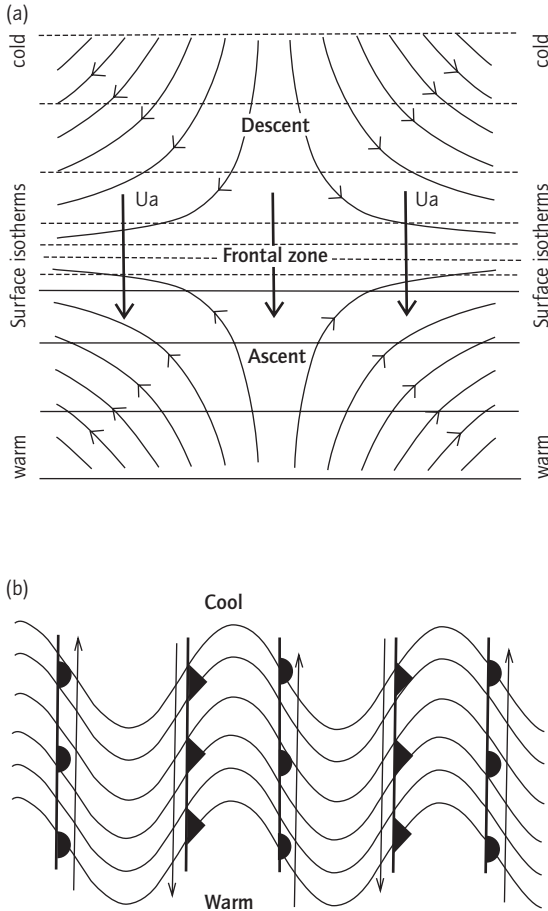 (a)
cold
cold
Descent
Ua
Ua
Surface isotherms
Surface isotherms
Frontal zone
Ascent
warm
warm
(b)
Cool
Warm